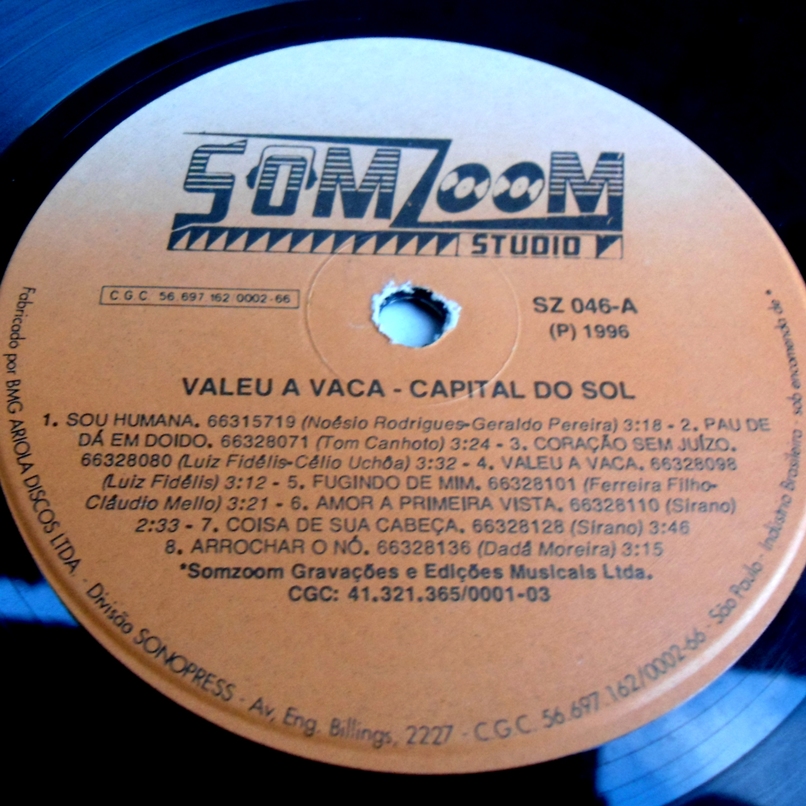 SOMZOOM
STUDIO
C.G.C. 56.697.162/0002-66
SZ 046-A
(P) 1996
VALEU A VACA - CAPITAL DO SOL
1. SOU HUMANA. 66315719 (Noésio Rodrigues-Geraldo Pereira) 3:18 - 2. PAU DE
DÁ EM DOIDO. 66328071 (Tom Canhoto) 3:24 - 3. CORAÇÃO SEM JUÍZO.
66328080 (Luiz Fidélis-Célio Uchôa) 3:32 - 4. VALEU A VACA. 66328098
(Luiz Fidélis) 3:12 - 5. FUGINDO DE MIM. 66328101 (Ferreira Filho-
Cláudio Mello) 3:21 - 6. AMOR A PRIMEIRA VISTA. 66328110 (Sirano)
2:33 - 7. COISA DE SUA CABEÇA. 66328128 (Sirano) 3:46
8. ARROCHAR O NÓ. 66328136 (Dadá Moreira) 3:15
*Somzoom Gravações e Edições Musicais Ltda.
CGC: 41.321.365/0001-03
Fabricado por BMG ARIOLA DISCOS LTDA. - Divisão SONOPRESS - Av. Eng. Billings, 2227 - C.G.C. 56.697.162/0002-66 - São Paulo - Indústria Brasileira - sob encomenda de *